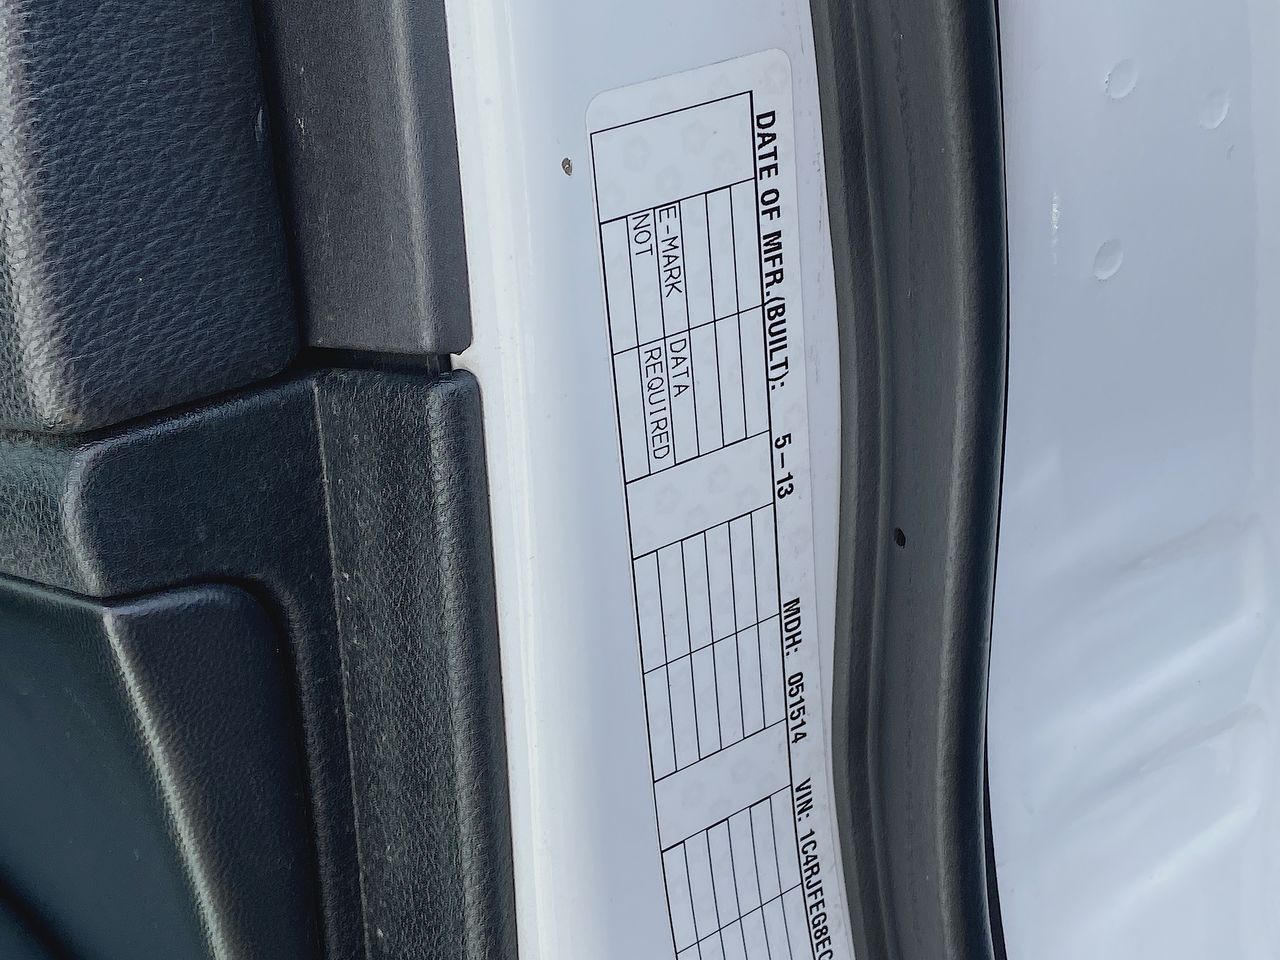 DATE OF MFR.(BUILT): 5-13 MDH: 051514 VIN: 1C4RJFEG8EC
E-MARK DATA
NOT REQUIRED